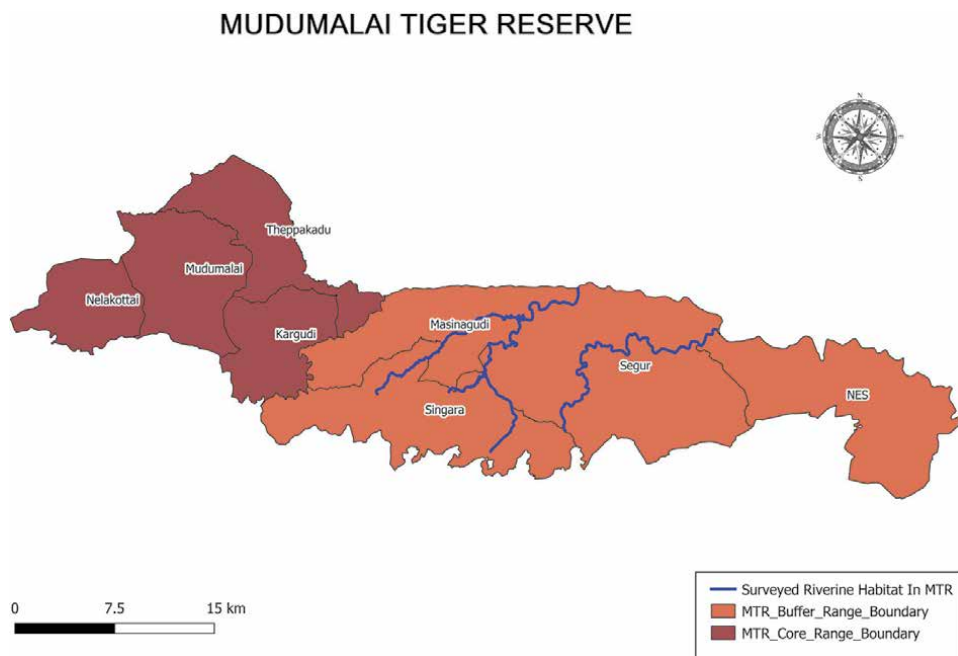 MUDUMALAI TIGER RESERVE
N
W
E
S
Theppakadu
Mudumalai
Nelakottai
Kargudi
Masinagudi
Segur
NES
Singara
0 7.5 15 km
Surveyed Riverine Habitat In MTR
MTR_Buffer_Range_Boundary
MTR_Core_Range_Boundary